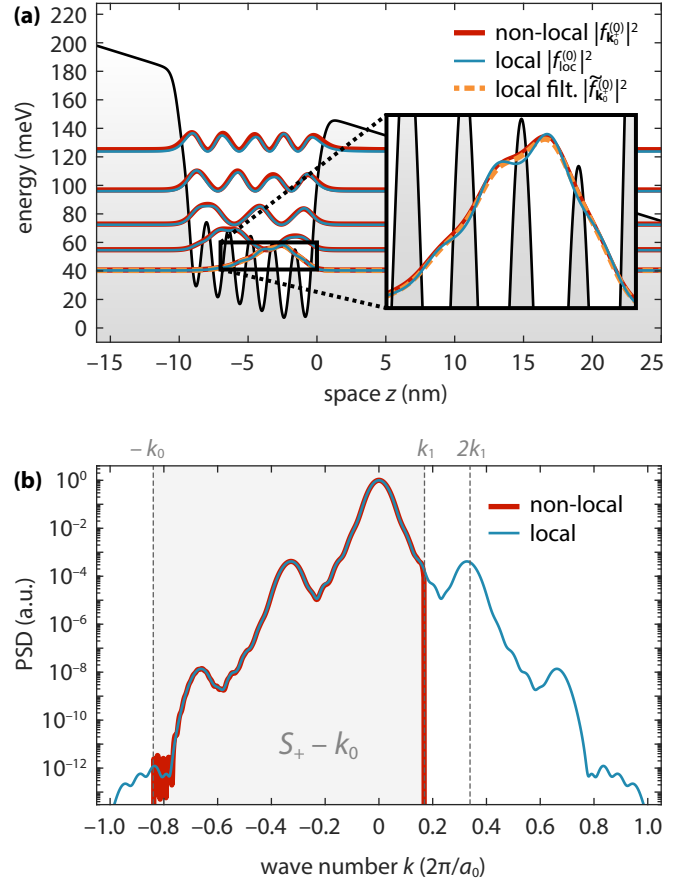 (a)
220
200
180
160
140
120
100
80
60
40
20
0
energy (meV)
non-local |f_{k_0^+}^{(0)}|^2
local |f_{loc}^{(0)}|^2
local filt. |\widetilde{f}_{k_0^+}^{(0)}|^2
−15 −10 −5 0 5 10 15 20 25
space z (nm)
− k₀ k₁ 2k₁
(b)
10⁰
10⁻²
10⁻⁴
10⁻⁶
10⁻⁸
10⁻¹⁰
10⁻¹²
PSD (a.u.)
non-local
local
S₊ − k₀
−1.0 −0.8 −0.6 −0.4 −0.2 0 0.2 0.4 0.6 0.8 1.0
wave number k (2π/a₀)